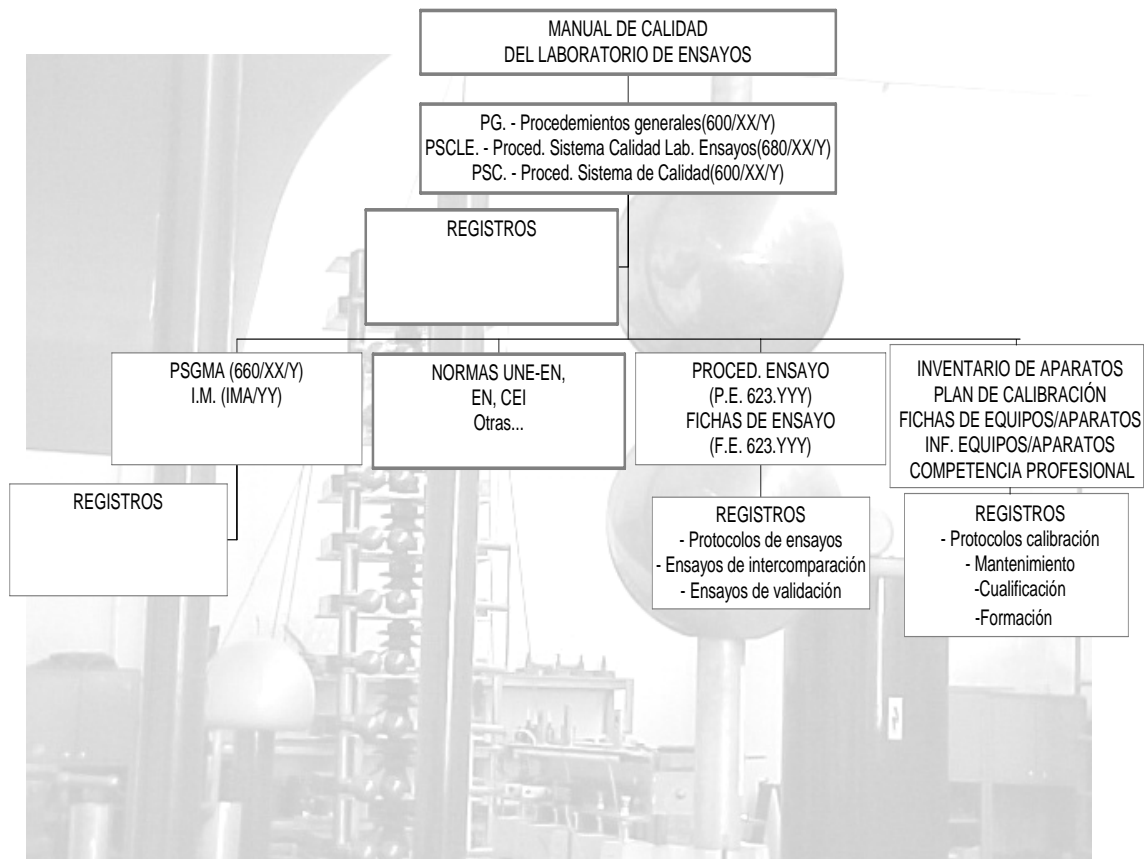 MANUAL DE CALIDAD
DEL LABORATORIO DE ENSAYOS
PG. - Procedemientos generales(600/XX/Y)
PSCLE. - Proced. Sistema Calidad Lab. Ensayos(680/XX/Y)
PSC. - Proced. Sistema de Calidad(600/XX/Y)
REGISTROS
PSGMA (660/XX/Y)
I.M. (IMA/YY)
REGISTROS
NORMAS UNE-EN,
EN, CEI
Otras...
PROCED. ENSAYO
(P.E. 623.YYY)
FICHAS DE ENSAYO
(F.E. 623.YYY)
REGISTROS
- Protocolos de ensayos
- Ensayos de intercomparación
- Ensayos de validación
INVENTARIO DE APARATOS
PLAN DE CALIBRACIÓN
FICHAS DE EQUIPOS/APARATOS
INF. EQUIPOS/APARATOS
COMPETENCIA PROFESIONAL
REGISTROS
- Protocolos calibración
- Mantenimiento
-Cualificación
-Formación